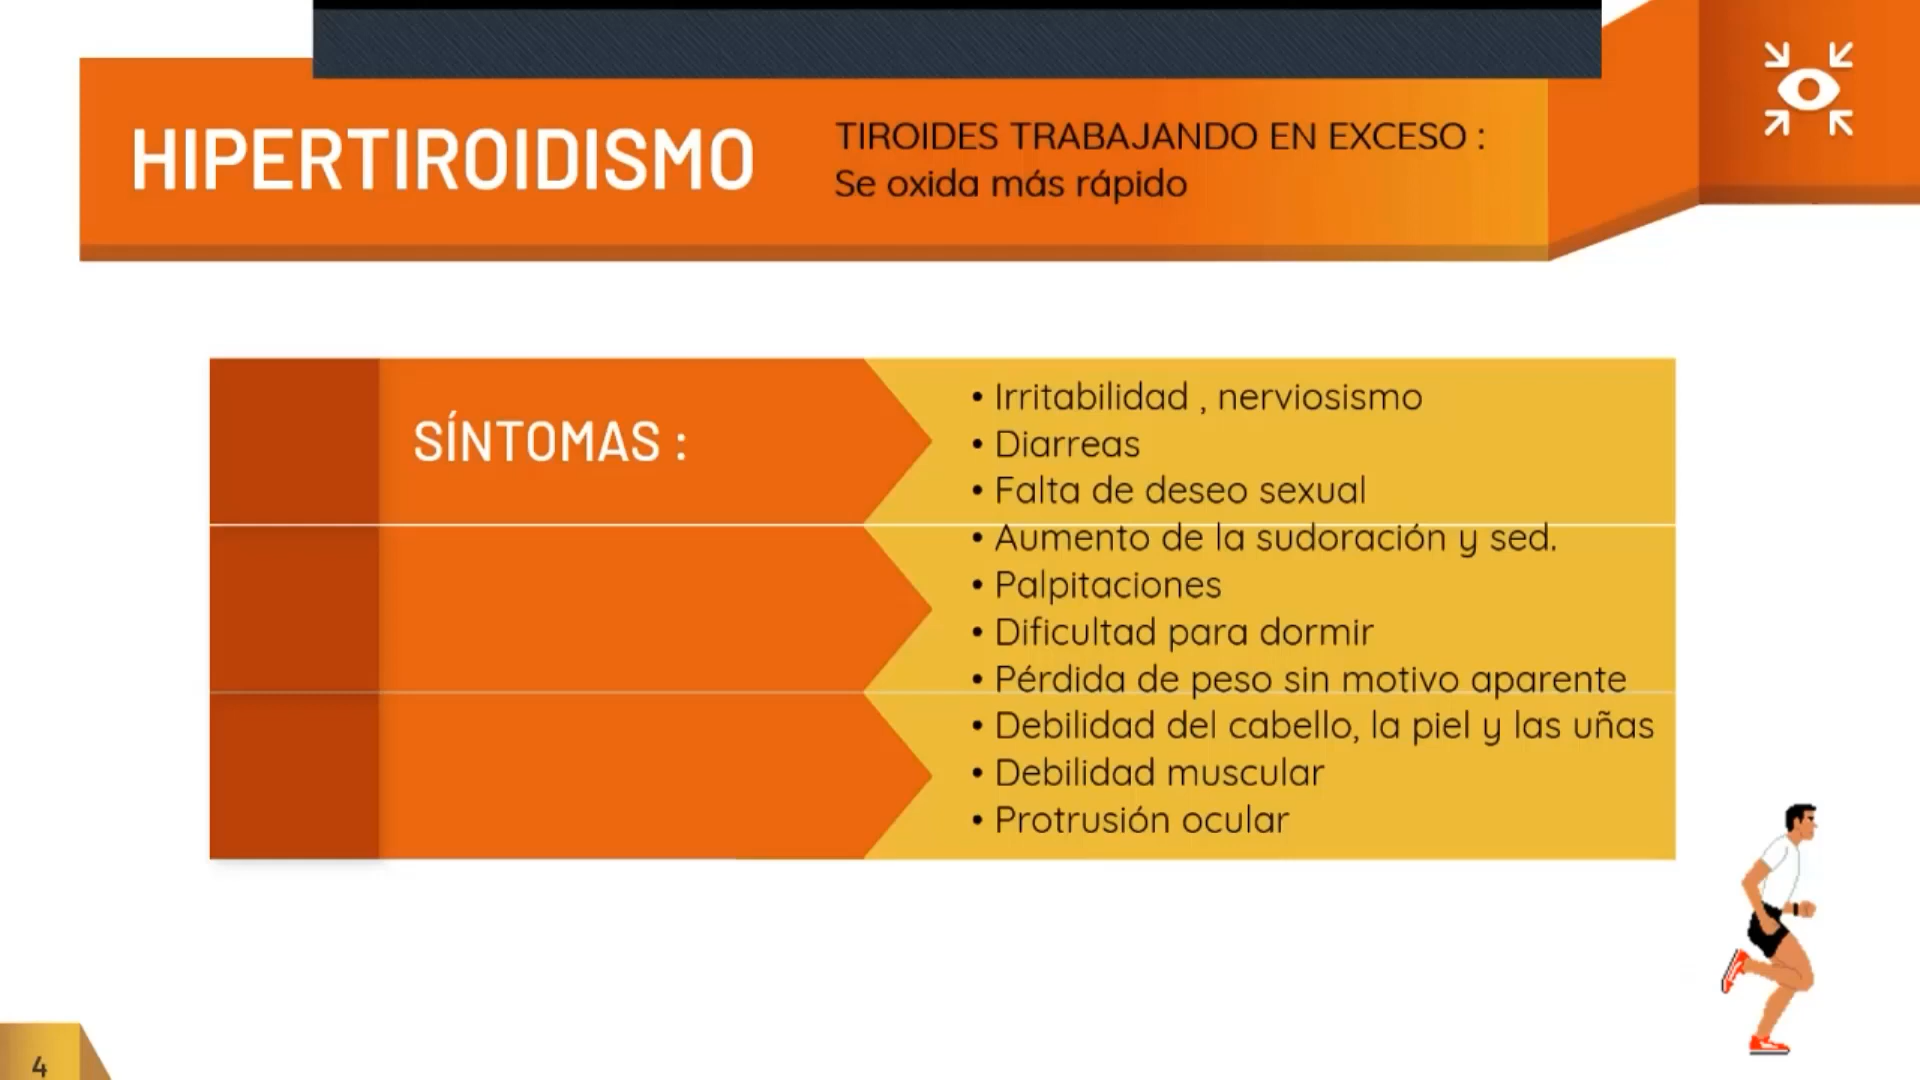 HIPERTIROIDISMO
TIROIDES TRABAJANDO EN EXCESO :
Se oxida más rápido
SÍNTOMAS :
• Irritabilidad , nerviosismo
• Diarreas
• Falta de deseo sexual
• Aumento de la sudoración y sed.
• Palpitaciones
• Dificultad para dormir
• Pérdida de peso sin motivo aparente
• Debilidad del cabello, la piel y las uñas
• Debilidad muscular
• Protrusión ocular
4